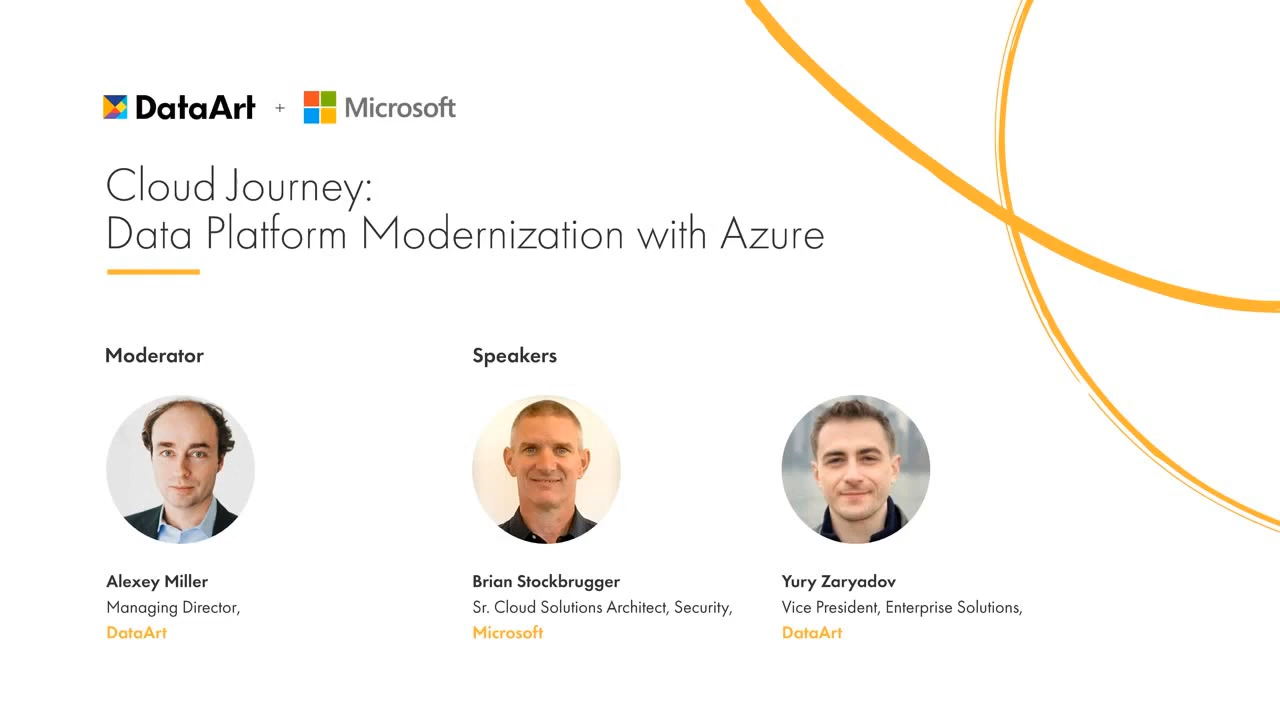 DataArt + Microsoft
Cloud Journey:
Data Platform Modernization with Azure
Moderator
Speakers
Alexey Miller
Managing Director,
DataArt
Brian Stockbrugger
Sr. Cloud Solutions Architect, Security,
Microsoft
Yury Zaryadov
Vice President, Enterprise Solutions,
DataArt